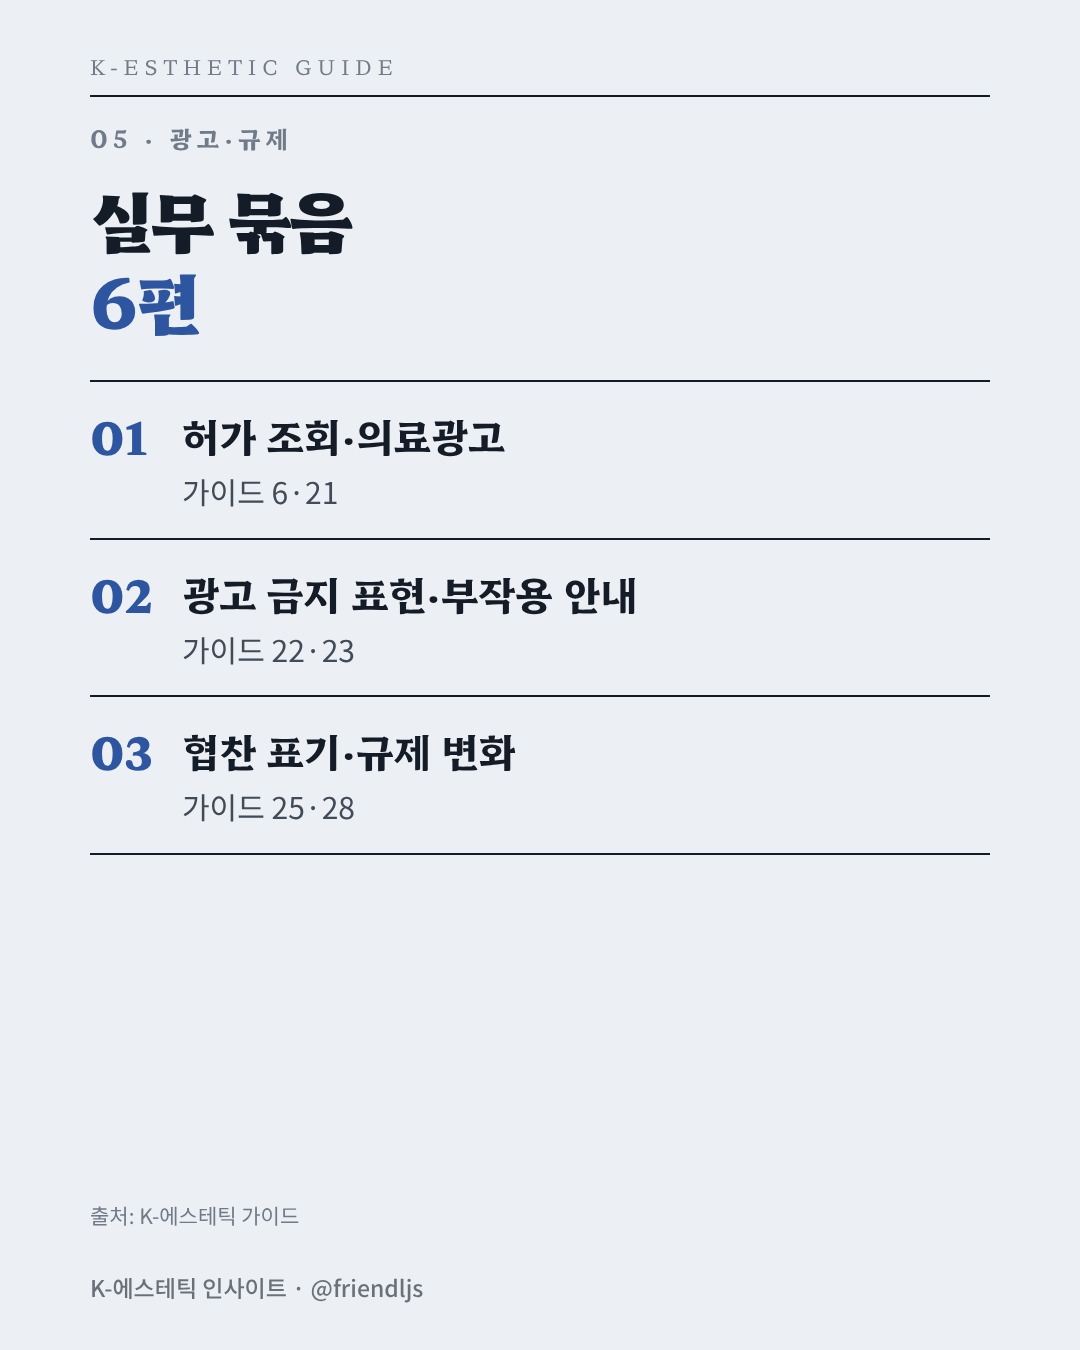 K-ESTHETIC GUIDE
05 · 광고·규제
실무 묶음
6편
01 허가 조회·의료광고
가이드 6·21
02 광고 금지 표현·부작용 안내
가이드 22·23
03 협찬 표기·규제 변화
가이드 25·28
출처: K-에스테틱 가이드
K-에스테틱 인사이트 · @friendljs